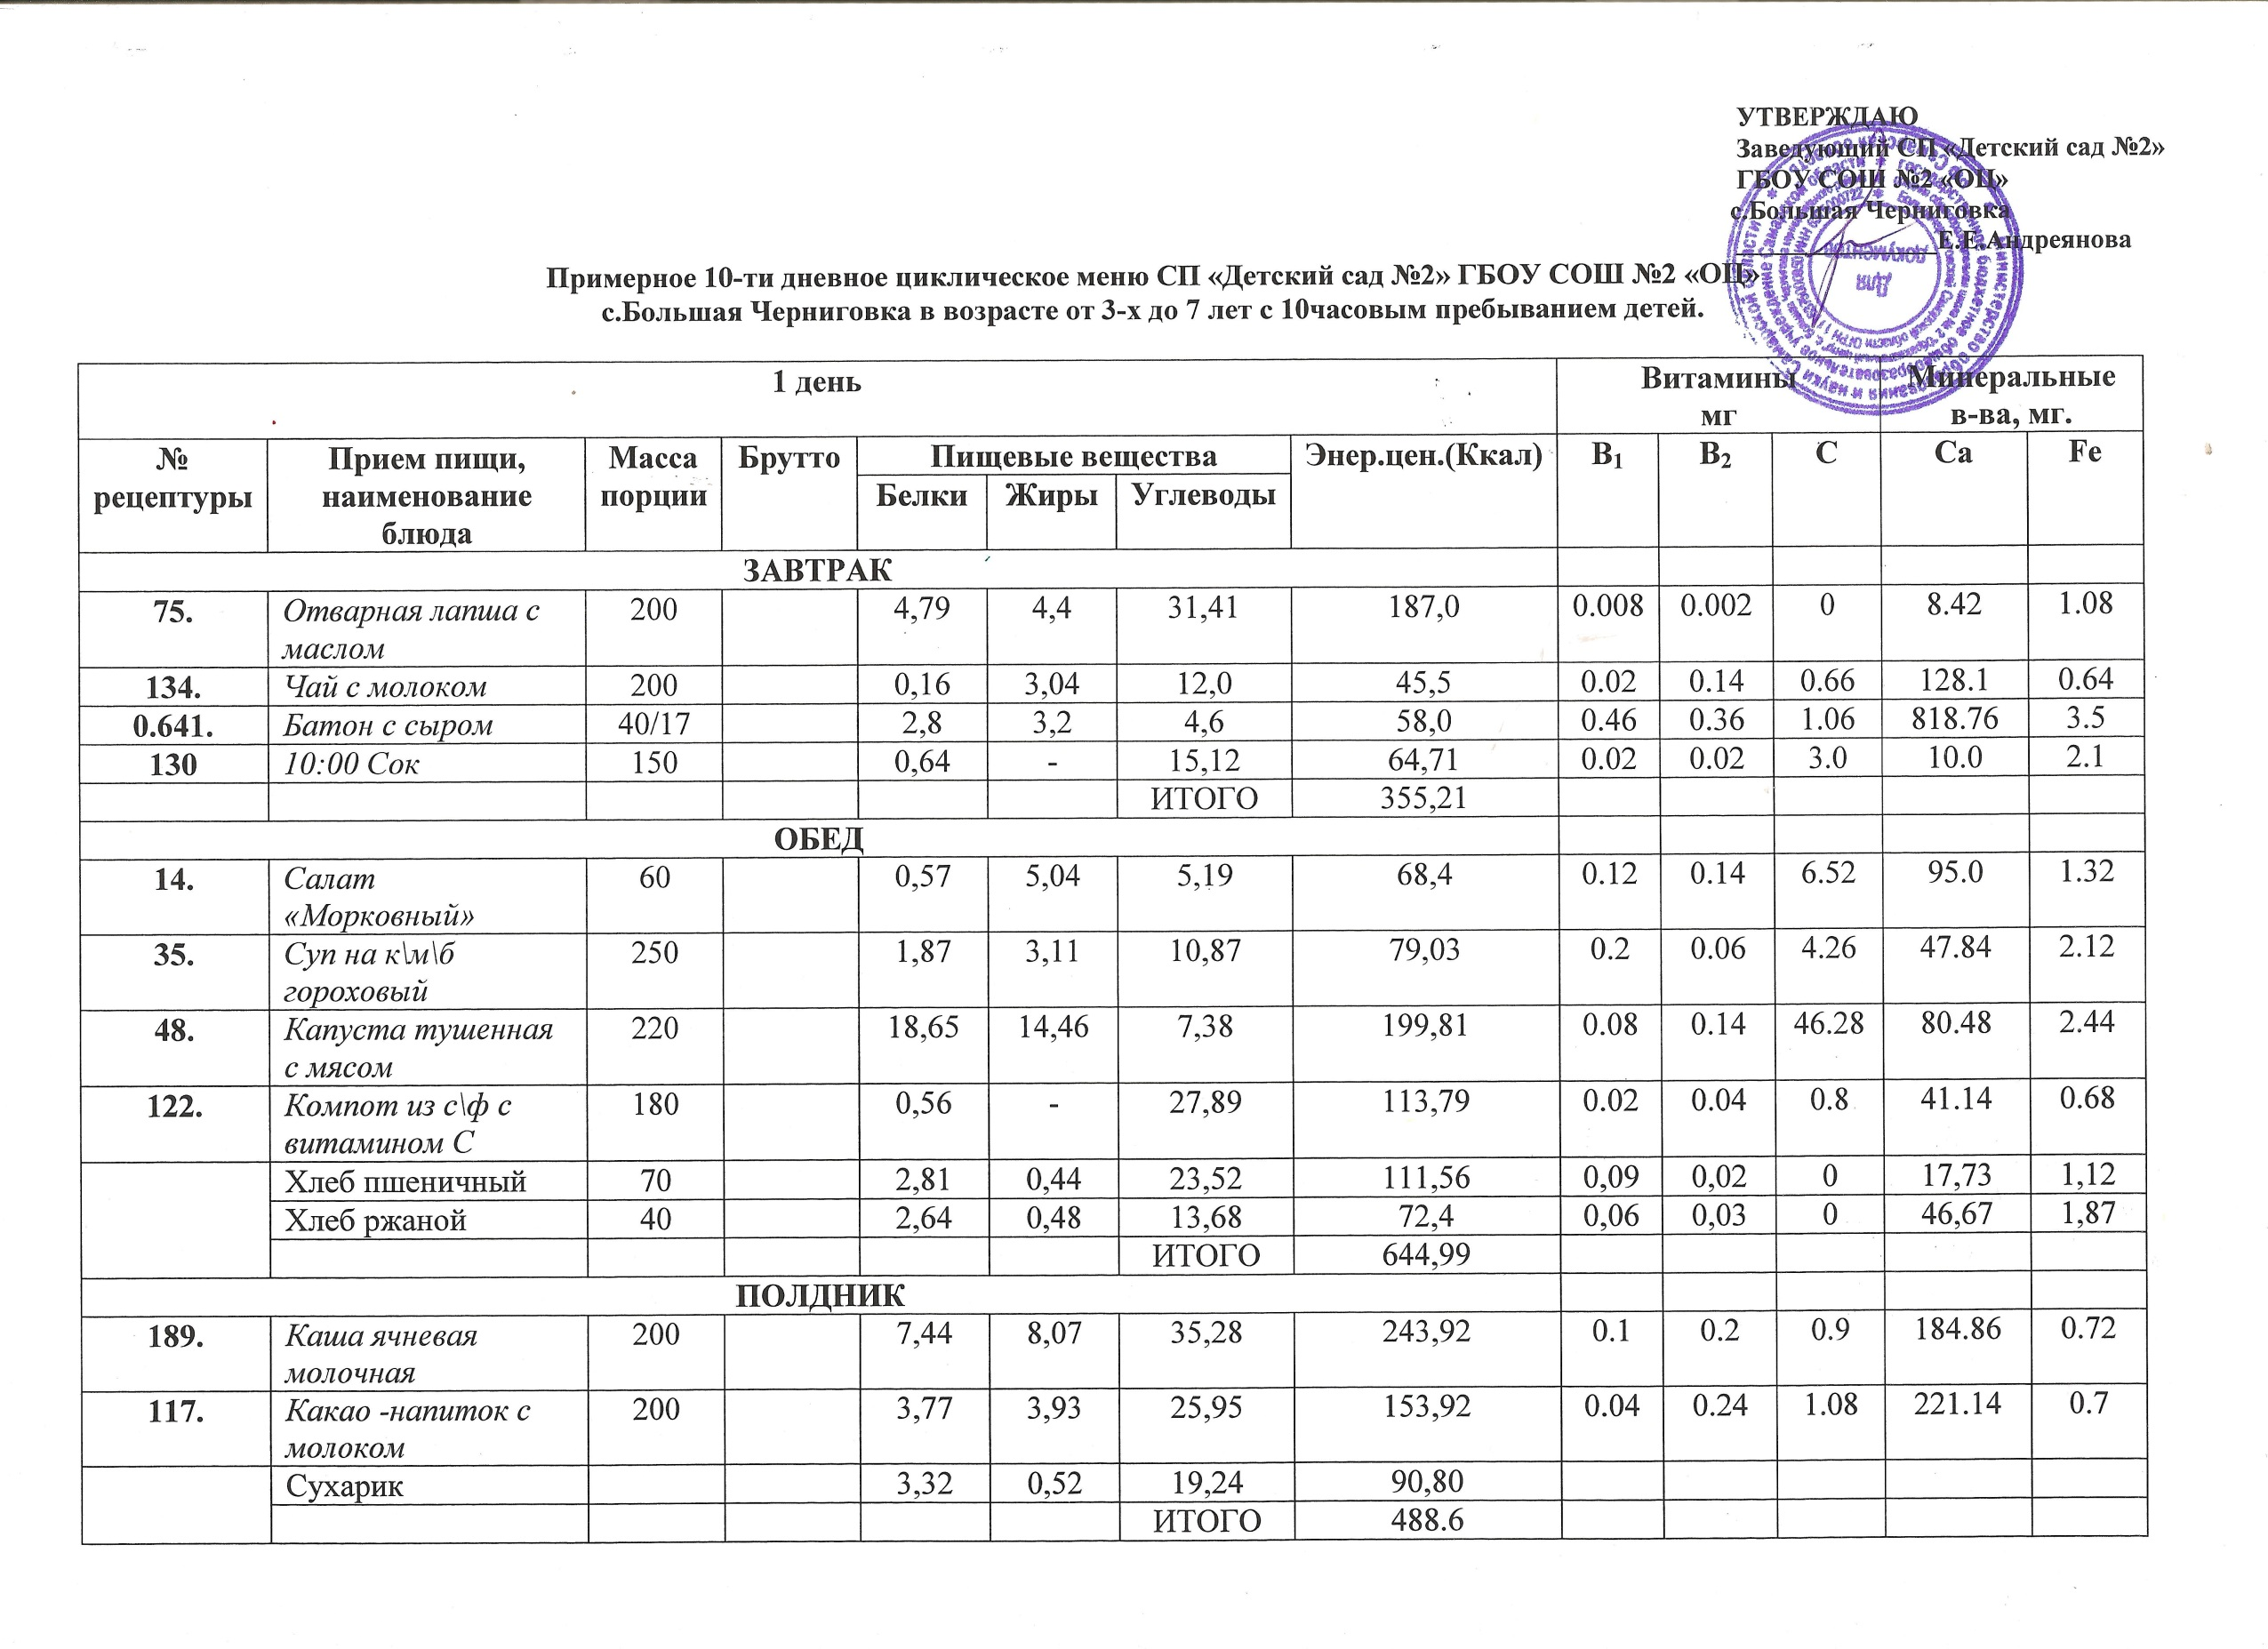 УТВЕРЖДАЮ
Заведующий СП «Детский сад №2»
ГБОУ СОШ №2 «ОЦ»
с.Большая Черниговка
Е.Е.Андреянова
Примерное 10-ти дневное циклическое меню СП «Детский сад №2» ГБОУ СОШ №2 «ОЦ»
с.Большая Черниговка в возрасте от 3-х до 7 лет с 10часовым пребыванием детей.
1 день Витамины мг Минеральные в-ва, мг.
№ рецептуры Прием пищи, наименование блюда Масса порции Брутто Пищевые вещества Энер.цен.(Ккал) В1 В2 С Са Fe
Белки Жиры Углеводы
ЗАВТРАК
75. Отварная лапша с маслом 200 4,79 4,4 31,41 187,0 0.008 0.002 0 8.42 1.08
134. Чай с молоком 200 0,16 3,04 12,0 45,5 0.02 0.14 0.66 128.1 0.64
0.641. Батон с сыром 40/17 2,8 3,2 4,6 58,0 0.46 0.36 1.06 818.76 3.5
130 10:00 Сок 150 0,64 - 15,12 64,71 0.02 0.02 3.0 10.0 2.1
ИТОГО 355,21
ОБЕД
14. Салат «Морковный» 60 0,57 5,04 5,19 68,4 0.12 0.14 6.52 95.0 1.32
35. Суп на к\м\б гороховый 250 1,87 3,11 10,87 79,03 0.2 0.06 4.26 47.84 2.12
48. Капуста тушенная с мясом 220 18,65 14,46 7,38 199,81 0.08 0.14 46.28 80.48 2.44
122. Компот из с\ф с витамином С 180 0,56 - 27,89 113,79 0.02 0.04 0.8 41.14 0.68
Хлеб пшеничный 70 2,81 0,44 23,52 111,56 0,09 0,02 0 17,73 1,12
Хлеб ржаной 40 2,64 0,48 13,68 72,4 0,06 0,03 0 46,67 1,87
ИТОГО 644,99
ПОЛДНИК
189. Каша ячневая молочная 200 7,44 8,07 35,28 243,92 0.1 0.2 0.9 184.86 0.72
117. Какао -напиток с молоком 200 3,77 3,93 25,95 153,92 0.04 0.24 1.08 221.14 0.7
Сухарик 3,32 0,52 19,24 90,80
ИТОГО 488.6
Для
документов